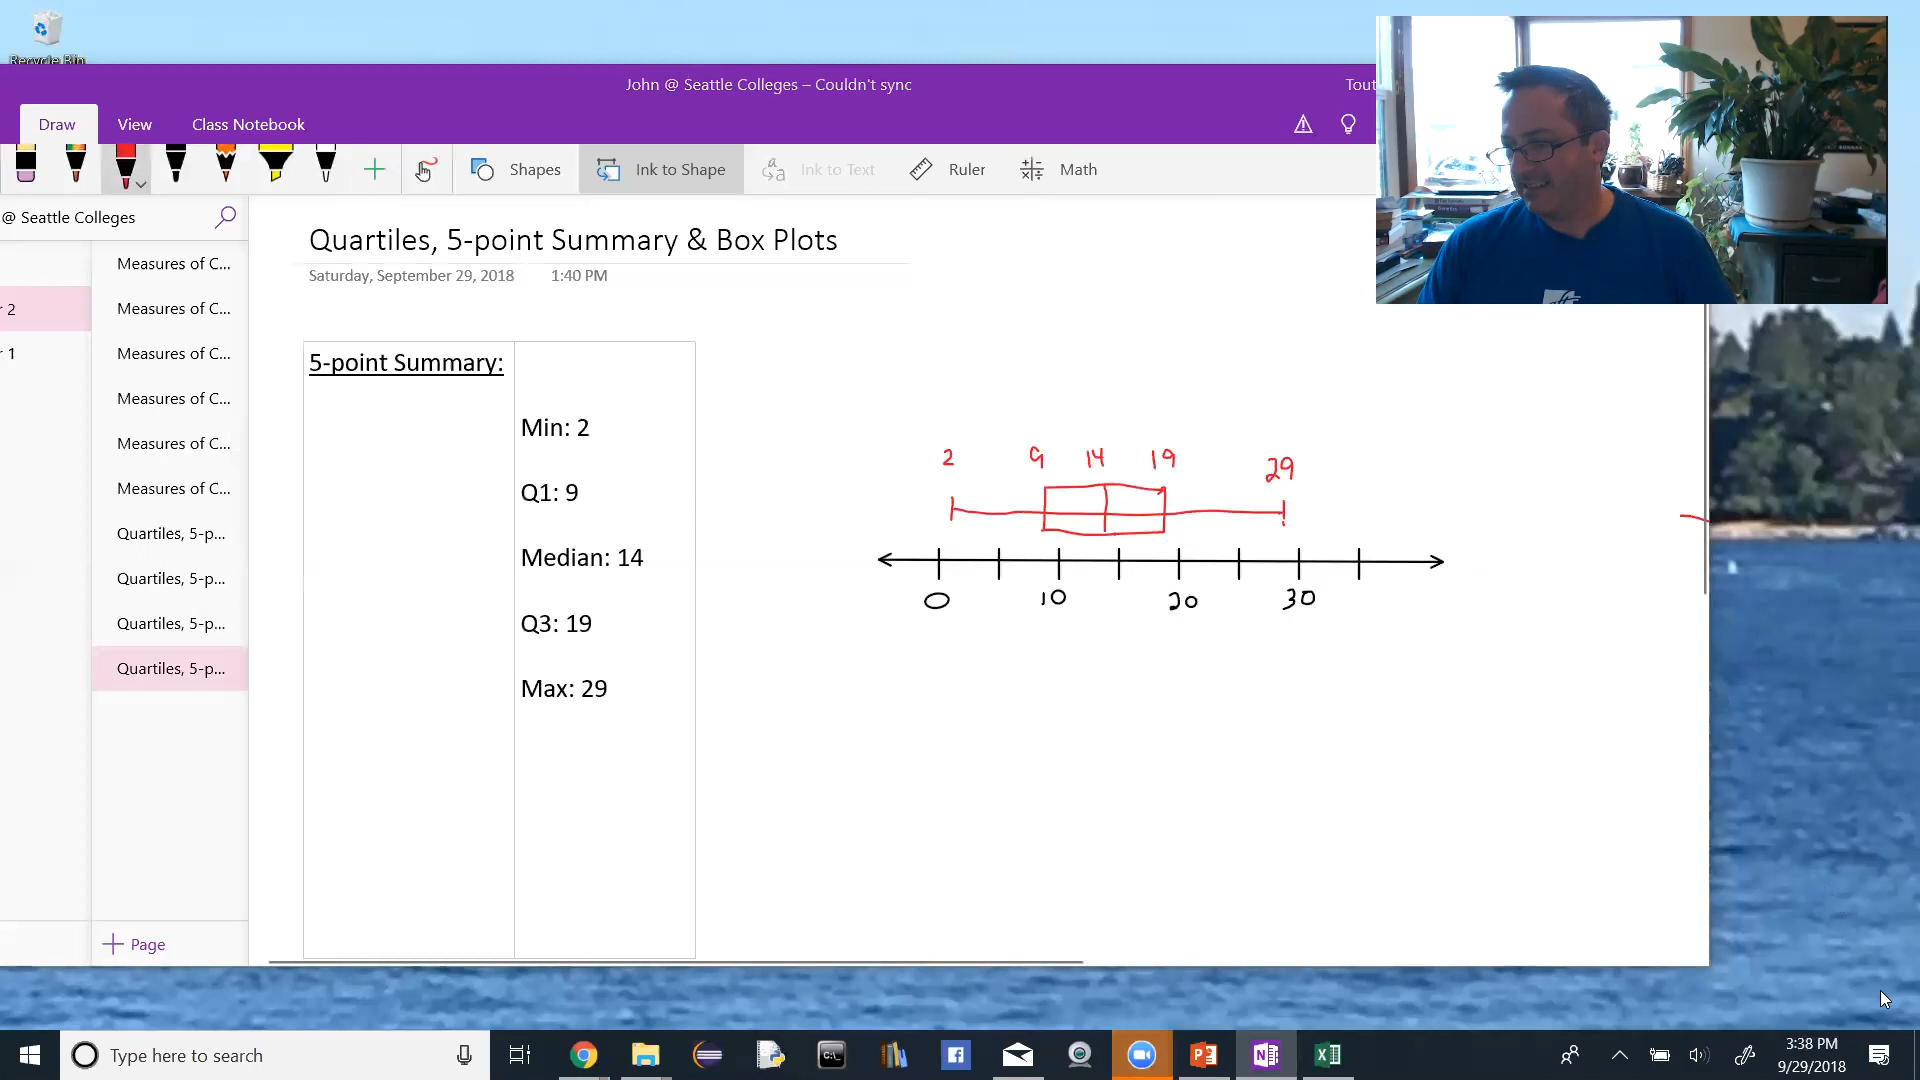 Recycle Bin
John @ Seattle Colleges – Couldn't sync
Tout
Draw
View
Class Notebook
Shapes
Ink to Shape
Ink to Text
Ruler
Math
@ Seattle Colleges
r 2
r 1
Measures of C...
Measures of C...
Measures of C...
Measures of C...
Measures of C...
Measures of C...
Quartiles, 5-p...
Quartiles, 5-p...
Quartiles, 5-p...
Quartiles, 5-p...
Page
Quartiles, 5-point Summary & Box Plots
Saturday, September 29, 2018 1:40 PM
5-point Summary:
Min: 2
Q1: 9
Median: 14
Q3: 19
Max: 29
2 9 14 19 29
0 10 20 30
Type here to search
3:38 PM
9/29/2018